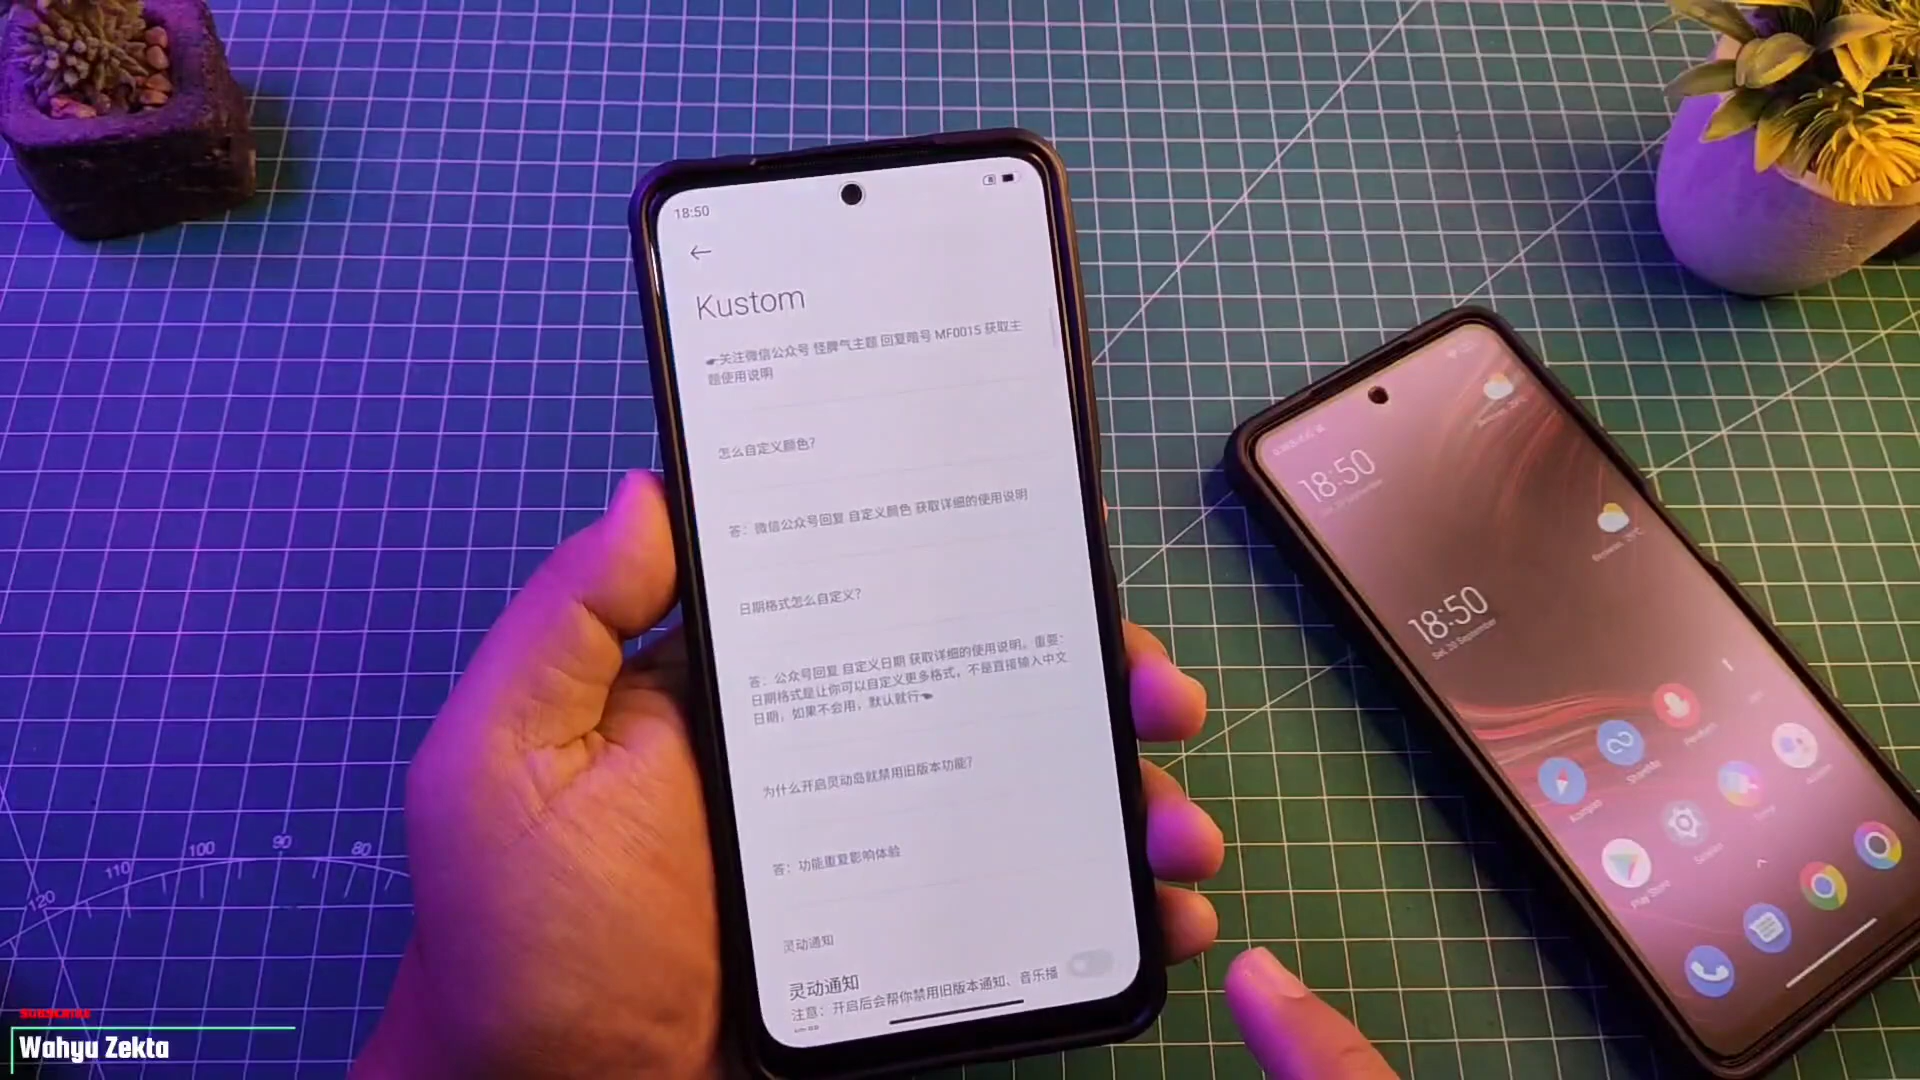 18:50
Kustom
☛关注微信公众号 怪脾气主题 回复暗号 MF0015 获取主
题使用说明
怎么自定义颜色?
答：微信公众号回复 自定义颜色 获取详细的使用说明
日期格式怎么自定义?
答：公众号回复 自定义日期 获取详细的使用说明。重要：
日期格式是让你可以自定义更多格式，不是直接输入中文
日期，如果不会用，默认就行☚
为什么开启灵动岛就禁用旧版本功能?
答：功能重复影响体验
灵动通知
灵动通知
注意：开启后会帮你禁用旧版本通知、音乐播
18:50
18:50
Sel, 20 September
ShareMe
Play Store
120
110
100
90
80
SUBSCRIBE
Wahyu Zekta